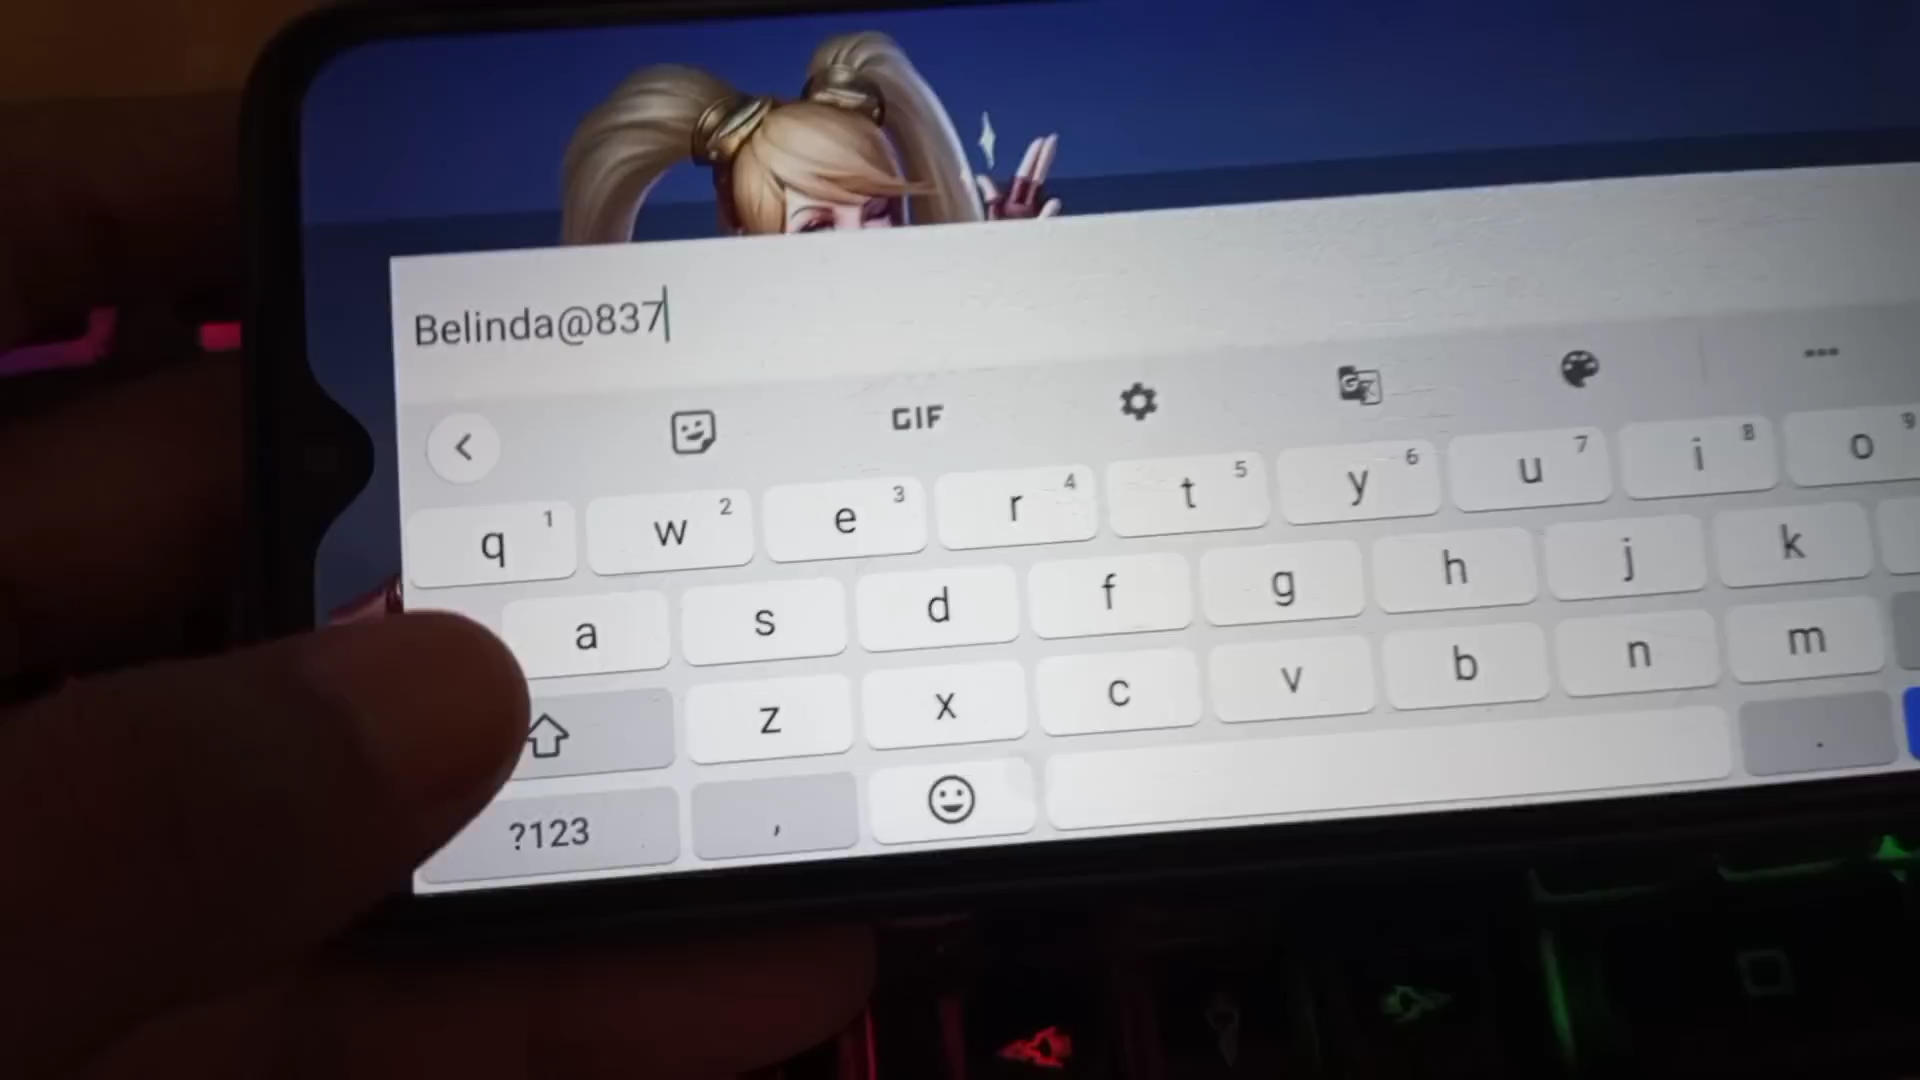 Belinda@837
GIF
q 1 w 2 e 3 r 4 t 5 y 6 u 7 i 8 o 9
a s d f g h j k
z x c v b n m
?123 , .